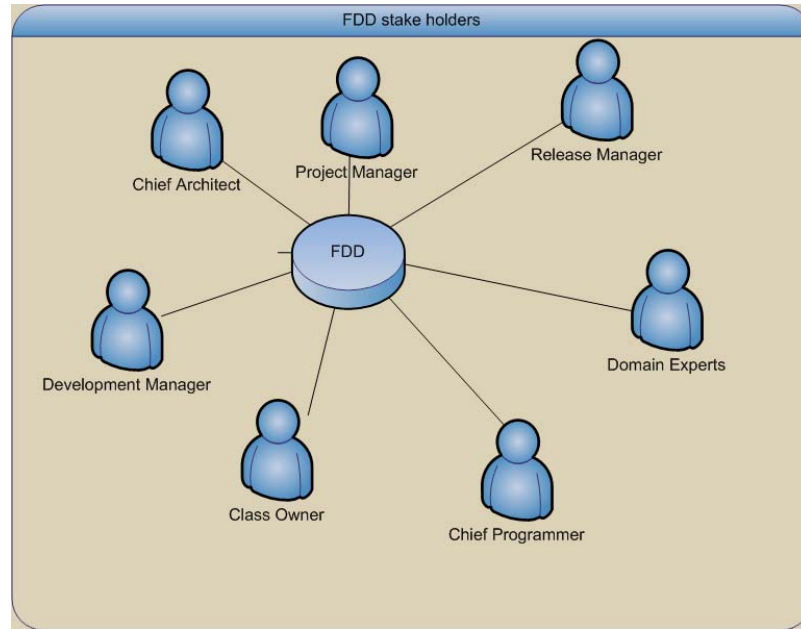 FDD stake holders
Chief Architect
Project Manager
Release Manager
FDD
Development Manager
Domain Experts
Class Owner
Chief Programmer